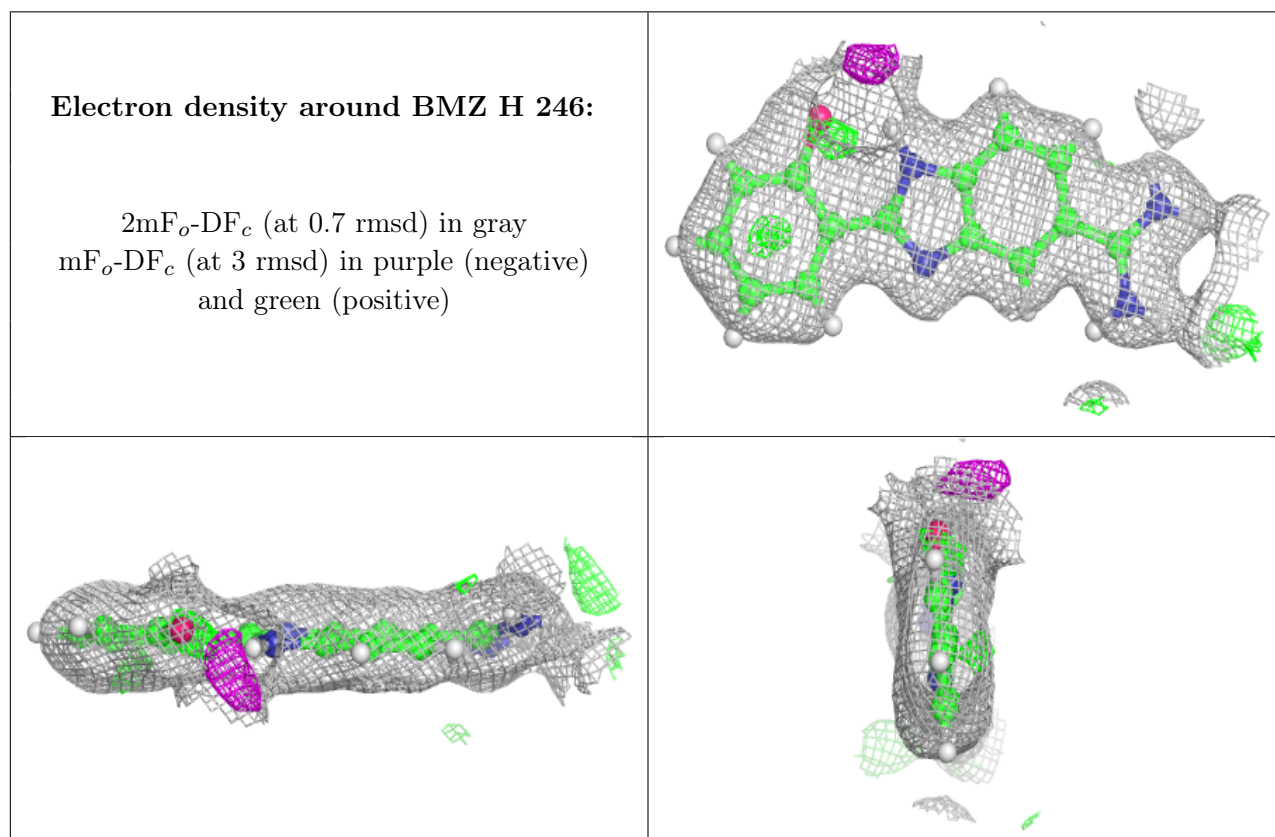 Electron density around BMZ H 246:
2mFo-DFc (at 0.7 rmsd) in gray
mFo-DFc (at 3 rmsd) in purple (negative)
and green (positive)